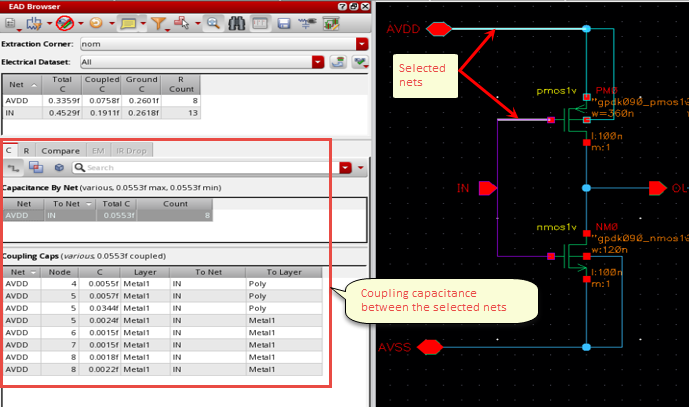 EAD Browser
Extraction Corner: nom
Electrical Dataset: All
Net Total C Coupled C Ground C R Count
AVDD 0.3359f 0.0758f 0.2601f 8
IN 0.4529f 0.1911f 0.2618f 13
C R Compare EM IR Drop
Search
Capacitance By Net (various, 0.0553f max, 0.0553f min)
Net To Net Total C Count
AVDD IN 0.0553f 8
Coupling Caps (various, 0.0553f coupled)
Net Node C Layer To Net To Layer
AVDD 4 0.0056f Metal1 IN Poly
AVDD 5 0.0057f Metal1 IN Poly
AVDD 5 0.0344f Metal1 IN Poly
AVDD 5 0.0024f Metal1 IN Metal1
AVDD 6 0.0015f Metal1 IN Metal1
AVDD 7 0.0015f Metal1 IN Metal1
AVDD 8 0.0018f Metal1 IN Metal1
AVDD 8 0.0022f Metal1 IN Metal1
Coupling capacitance
between the selected nets
AVDD
Selected
nets
pmos1v
PM0
"gpdk090_pmos1v
w=360n
l:100n
m:1
IN
OU
nmos1v
NM0
"gpdk090_nmos1v
w:120n
l:100n
m:1
AVSS